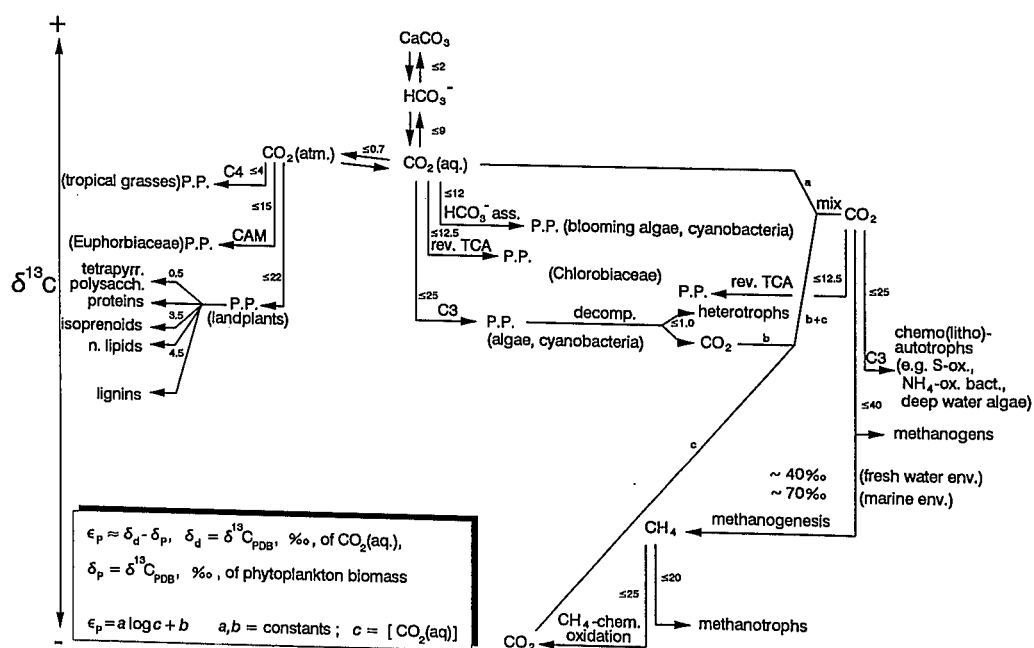 +
CaCO₃
≤2
HCO₃⁻
≤9
CO₂ (atm.)
≤0.7
CO₂ (aq.)
a
mix
CO₂
(tropical grasses)P.P.
C4 ≤4
≤15
(Euphorbiaceae) P.P.
CAM
≤12
HCO₃⁻ ass.
P.P. (blooming algae, cyanobacteria)
≤12.5
rev. TCA
P.P.
(Chlorobiaceae)
δ¹³C
tetrapyrr.
polysacch.
0.5
proteins
3.5
isoprenoids
n. lipids
4.5
lignins
≤22
P.P.
(landplants)
≤25
C3
P.P.
(algae, cyanobacteria)
decomp.
≤1.0
heterotrophs
CO₂
b
P.P.
rev. TCA
≤12.5
b+c
≤25
C3
chemo(litho)-
autotrophs
(e.g. S-ox.,
NH₄-ox. bact.,
deep water algae)
≤40
methanogens
c
~ 40‰
(fresh water env.)
~ 70‰
(marine env.)
methanogenesis
CH₄
≤25
≤20
CH₄-chem.
oxidation
methanotrophs
CO₂
-
ϵₚ ≈ δ_d - δₚ, δ_d = δ¹³C_PDB, ‰, of CO₂(aq.),
δₚ = δ¹³C_PDB, ‰, of phytoplankton biomass
ϵₚ = a log c + b a,b = constants ; c = [ CO₂(aq)]